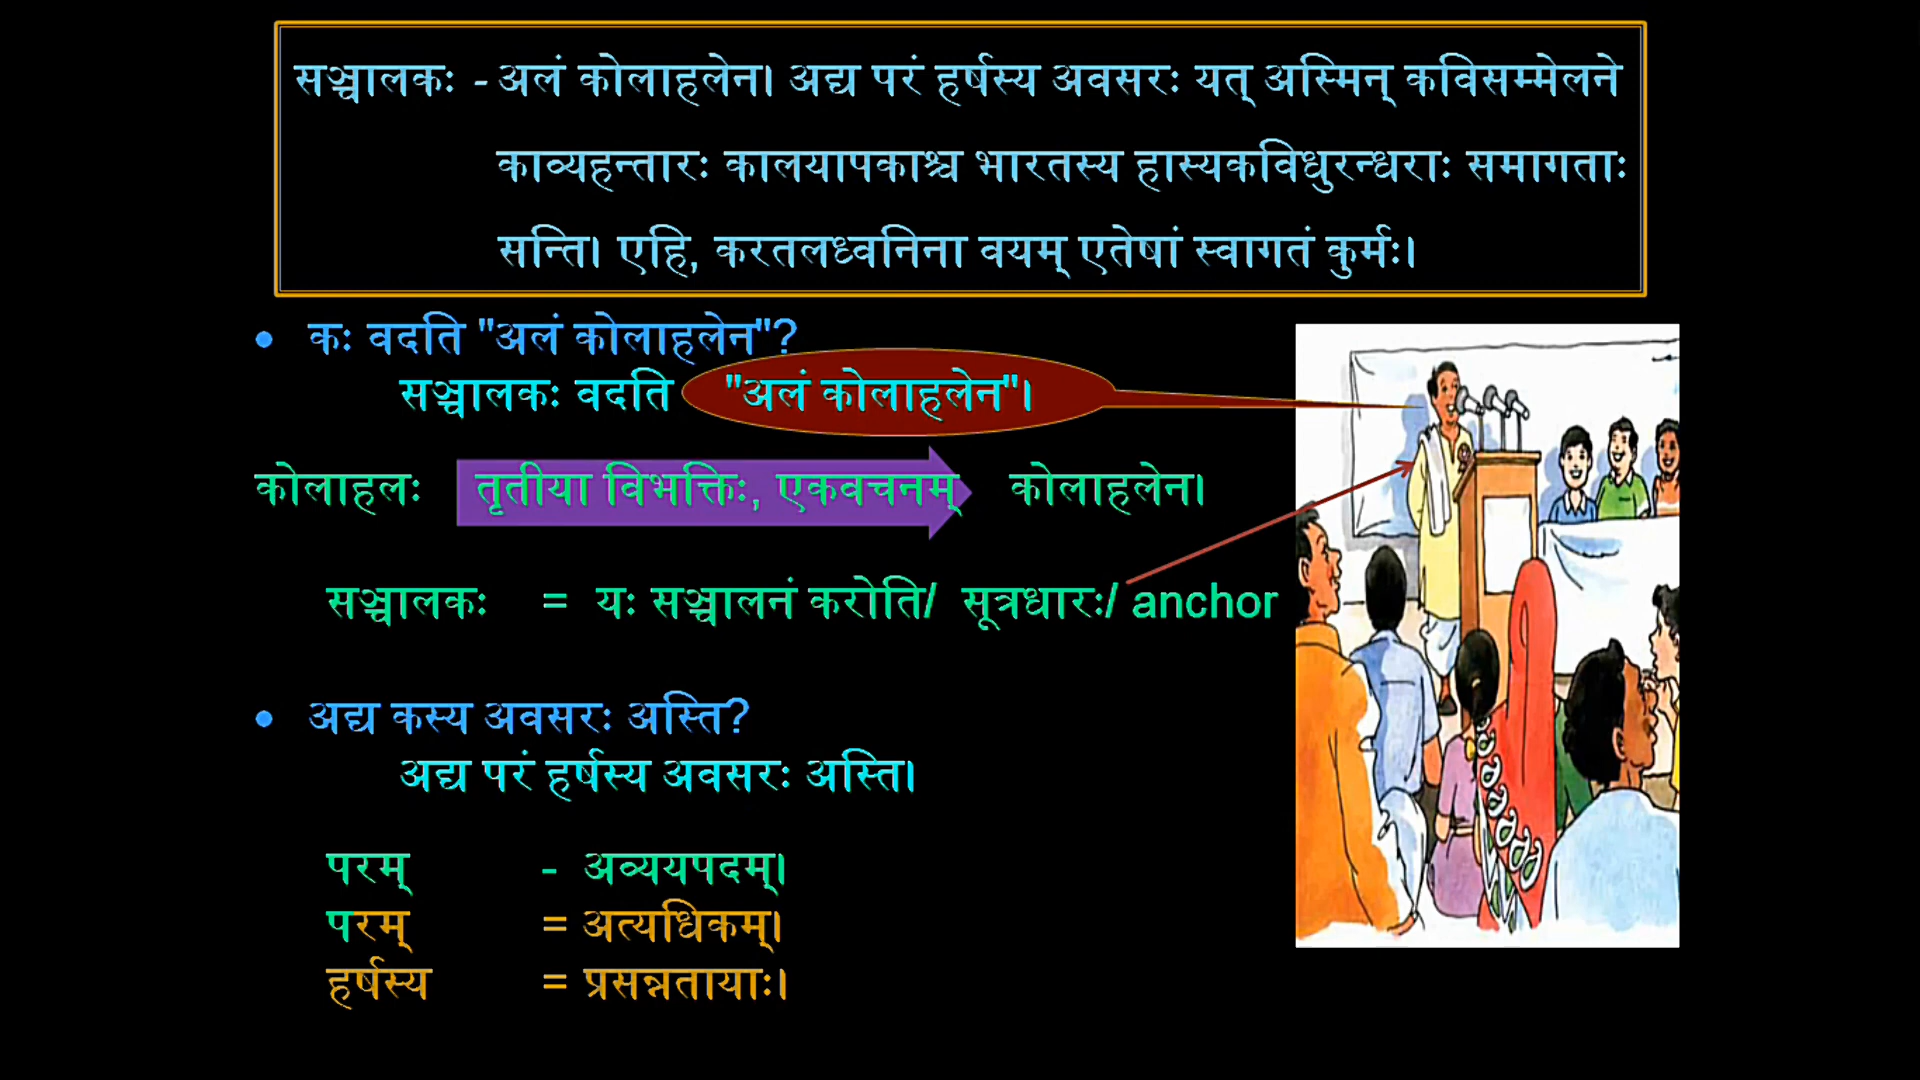 सञ्चालकः - अलं कोलाहलेन। अद्य परं हर्षस्य अवसरः यत् अस्मिन् कविसम्मेलने
काव्यहन्तारः कालयापकाश्च भारतस्य हास्यकविधुरन्धराः समागताः
सन्ति। एहि, करतलध्वनिना वयम् एतेषां स्वागतं कुर्मः।
• कः वदति "अलं कोलाहलेन"?
सञ्चालकः वदति "अलं कोलाहलेन"।
कोलाहलः तृतीया विभक्तिः, एकवचनम् कोलाहलेन।
सञ्चालकः = यः सञ्चालनं करोति/ सूत्रधारः/ anchor
• अद्य कस्य अवसरः अस्ति?
अद्य परं हर्षस्य अवसरः अस्ति।
परम् - अव्ययपदम्।
परम् = अत्यधिकम्।
हर्षस्य = प्रसन्नतायाः।